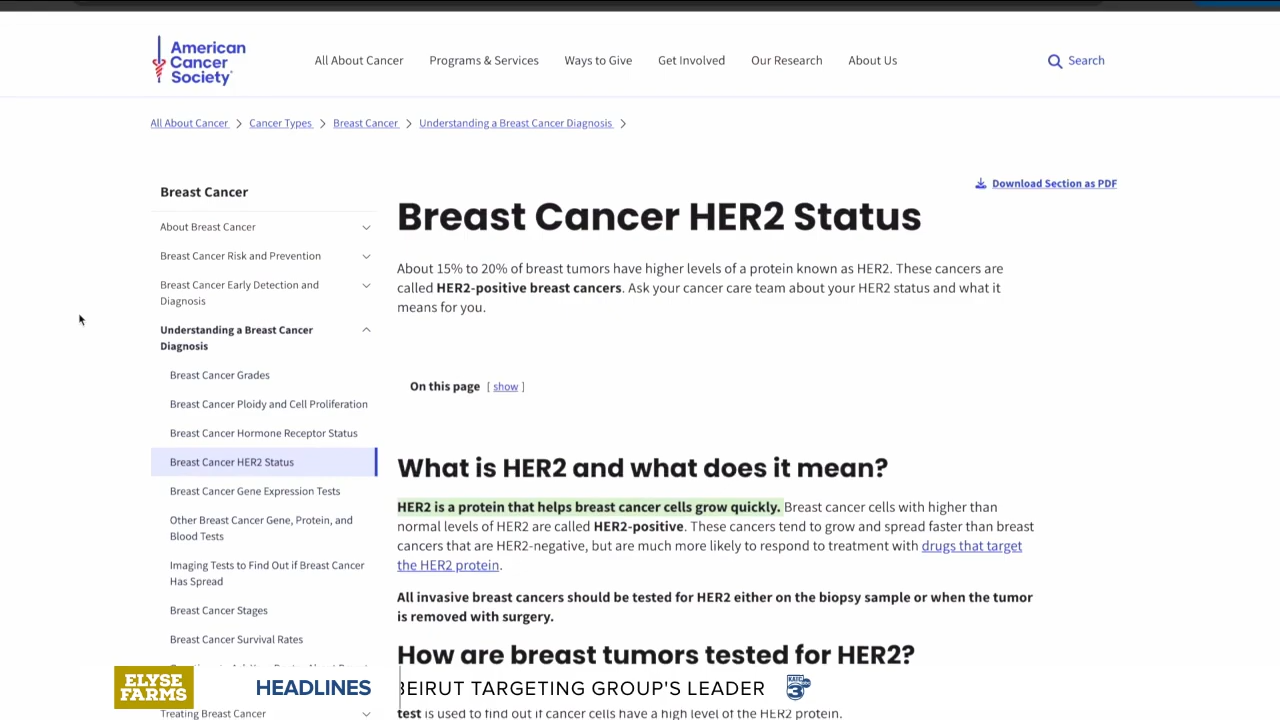 American
Cancer
Society
All About Cancer
Programs & Services
Ways to Give
Get Involved
Our Research
About Us
Search
All About Cancer
Cancer Types
Breast Cancer
Understanding a Breast Cancer Diagnosis
Download Section as PDF
Breast Cancer
About Breast Cancer
Breast Cancer Risk and Prevention
Breast Cancer Early Detection and
Diagnosis
Understanding a Breast Cancer
Diagnosis
Breast Cancer Grades
Breast Cancer Ploidy and Cell Proliferation
Breast Cancer Hormone Receptor Status
Breast Cancer HER2 Status
Breast Cancer Gene Expression Tests
Other Breast Cancer Gene, Protein, and
Blood Tests
Imaging Tests to Find Out if Breast Cancer
Has Spread
Breast Cancer Stages
Breast Cancer Survival Rates
Treating Breast Cancer
Breast Cancer HER2 Status
About 15% to 20% of breast tumors have higher levels of a protein known as HER2. These cancers are
called HER2-positive breast cancers. Ask your cancer care team about your HER2 status and what it
means for you.
On this page [ show ]
What is HER2 and what does it mean?
HER2 is a protein that helps breast cancer cells grow quickly. Breast cancer cells with higher than
normal levels of HER2 are called HER2-positive. These cancers tend to grow and spread faster than breast
cancers that are HER2-negative, but are much more likely to respond to treatment with drugs that target
the HER2 protein.
All invasive breast cancers should be tested for HER2 either on the biopsy sample or when the tumor
is removed with surgery.
How are breast tumors tested for HER2?
test is used to find out if cancer cells have a high level of the HER2 protein.
ELYSE
FARMS
HEADLINES
BEIRUT TARGETING GROUP'S LEADER
KATC
3